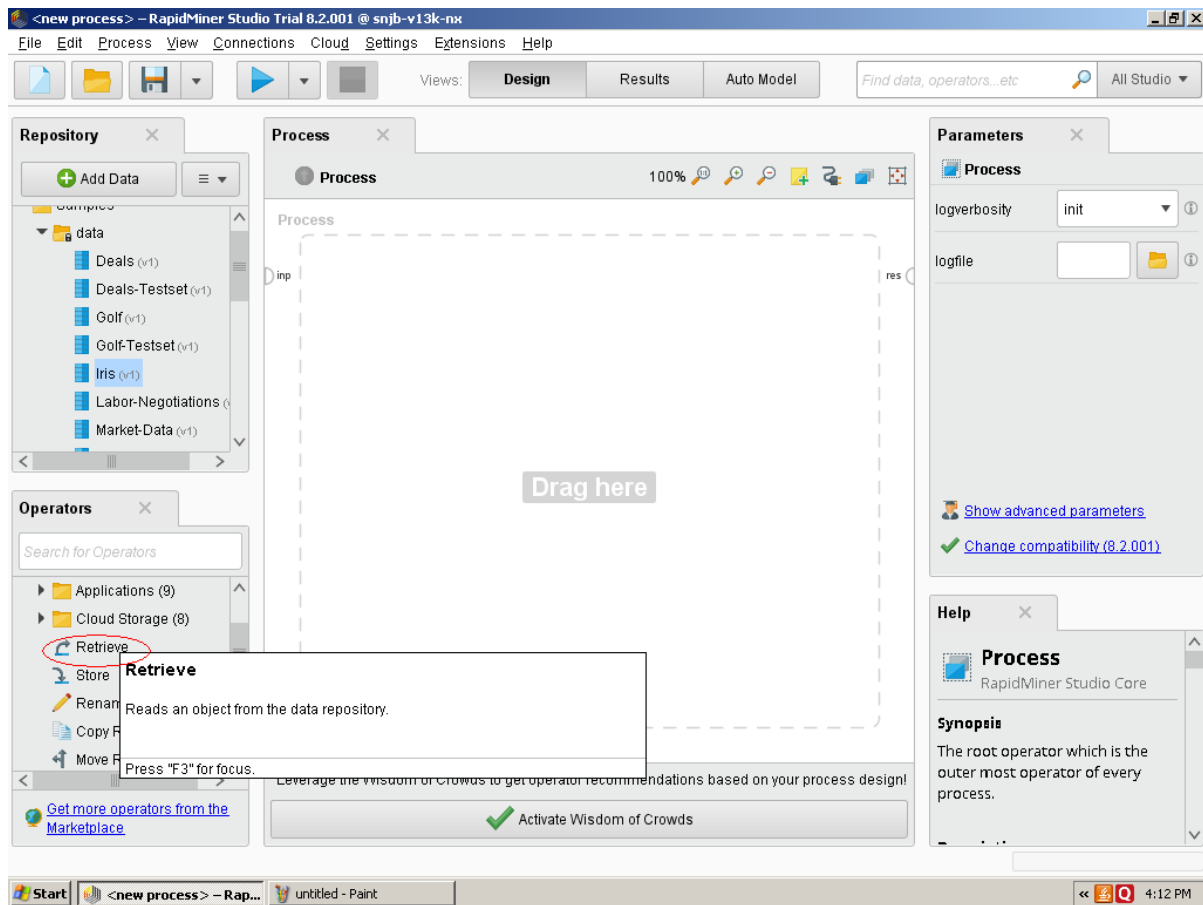 <new process> – RapidMiner Studio Trial 8.2.001 @ snjb-v13k-nx
File Edit Process View Connections Cloud Settings Extensions Help
Views: Design Results Auto Model Find data, operators...etc All Studio
Repository
Add Data
Samples
data
Deals (v1)
Deals-Testset (v1)
Golf (v1)
Golf-Testset (v1)
Iris (v1)
Labor-Negotiations
Market-Data (v1)
Operators
Search for Operators
Applications (9)
Cloud Storage (8)
Retrieve
Store
Renam
Copy R
Move R
Get more operators from the
Marketplace
Process
Process
100%
Process
inp
res
Drag here
Retrieve
Reads an object from the data repository.
Press "F3" for focus.
Leverage the Wisdom of Crowds to get operator recommendations based on your process design!
Activate Wisdom of Crowds
Parameters
Process
logverbosity init
logfile
Show advanced parameters
Change compatibility (8.2.001)
Help
Process
RapidMiner Studio Core
Synopsis
The root operator which is the
outer most operator of every
process.
Start <new process> – Rap... untitled - Paint « 4:12 PM